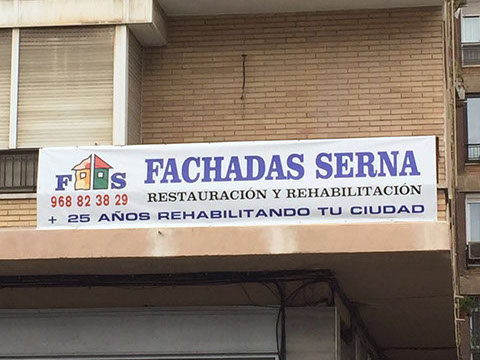 FACHADAS SERNA
F S
968 82 38 29
RESTAURACIÓN Y REHABILITACIÓN
+ 25 AÑOS REHABILITANDO TU CIUDAD